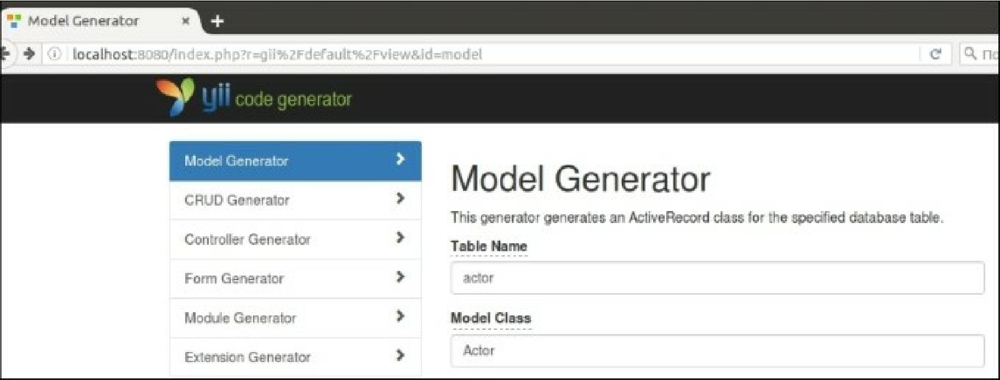 Model Generator
localhost:8080/index.php?r=gii%2Fdefault%2Fview&id=model
По
yii code generator
Model Generator
CRUD Generator
Controller Generator
Form Generator
Module Generator
Extension Generator
Model Generator
This generator generates an ActiveRecord class for the specified database table.
Table Name
actor
Model Class
Actor